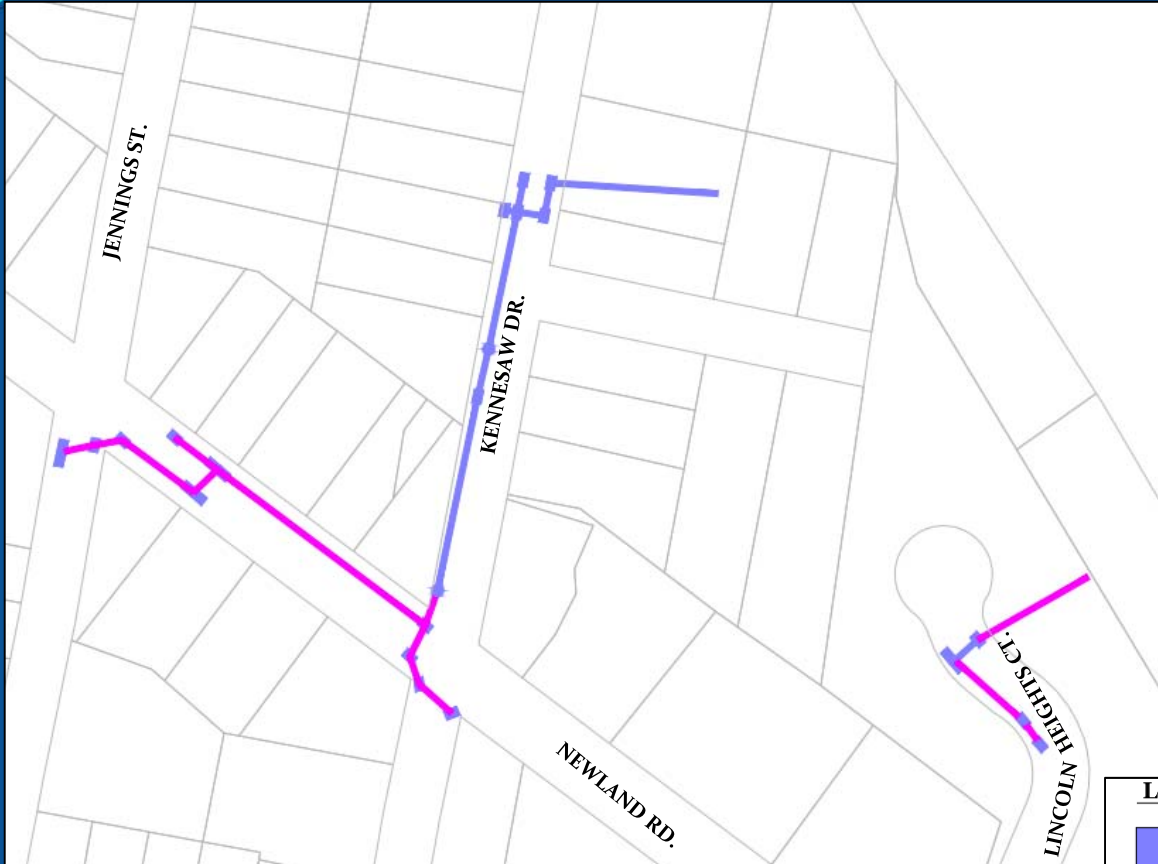 JENNINGS ST.
KENNESAW DR.
NEWLAND RD.
LINCOLN HEIGHTS CT.
L